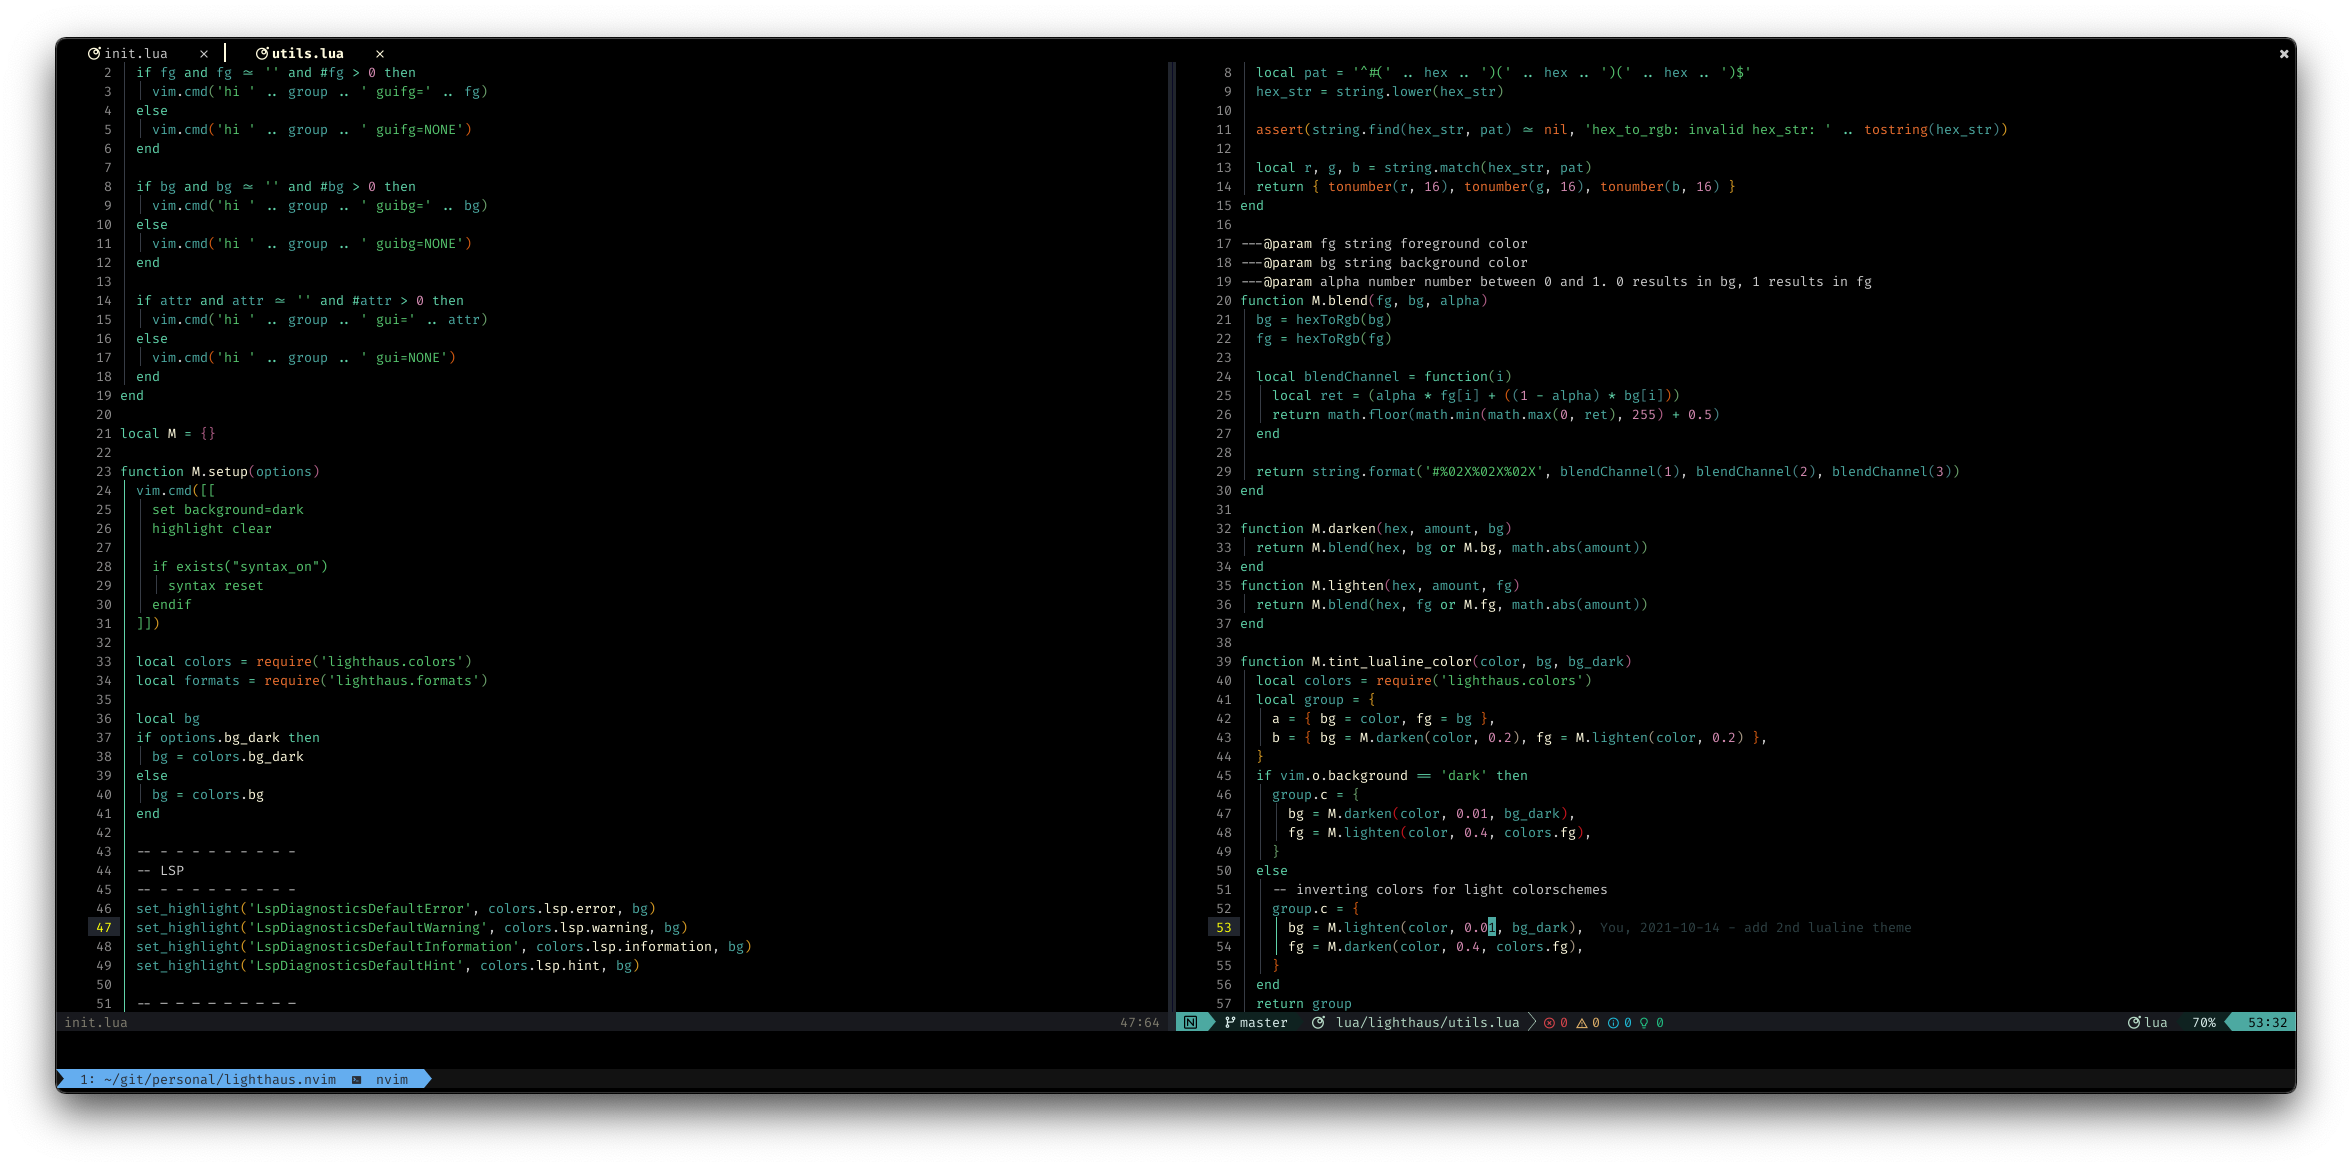 init.lua × utils.lua × ✖
2 if fg and fg ≃ '' and #fg > 0 then
3 vim.cmd('hi ' .. group .. ' guifg=' .. fg)
4 else
5 vim.cmd('hi ' .. group .. ' guifg=NONE')
6 end
7
8 if bg and bg ≃ '' and #bg > 0 then
9 vim.cmd('hi ' .. group .. ' guibg=' .. bg)
10 else
11 vim.cmd('hi ' .. group .. ' guibg=NONE')
12 end
13
14 if attr and attr ≃ '' and #attr > 0 then
15 vim.cmd('hi ' .. group .. ' gui=' .. attr)
16 else
17 vim.cmd('hi ' .. group .. ' gui=NONE')
18 end
19 end
20
21 local M = {}
22
23 function M.setup(options)
24 vim.cmd([[
25 set background=dark
26 highlight clear
27
28 if exists("syntax_on")
29 syntax reset
30 endif
31 ]])
32
33 local colors = require('lighthaus.colors')
34 local formats = require('lighthaus.formats')
35
36 local bg
37 if options.bg_dark then
38 bg = colors.bg_dark
39 else
40 bg = colors.bg
41 end
42
43 -- - - - - - - - - -
44 -- LSP
45 -- - - - - - - - - -
46 set_highlight('LspDiagnosticsDefaultError', colors.lsp.error, bg)
47 set_highlight('LspDiagnosticsDefaultWarning', colors.lsp.warning, bg)
48 set_highlight('LspDiagnosticsDefaultInformation', colors.lsp.information, bg)
49 set_highlight('LspDiagnosticsDefaultHint', colors.lsp.hint, bg)
50
51 -- - - - - - - - - -
init.lua 47:64
8 local pat = '^#(' .. hex .. ')(' .. hex .. ')(' .. hex .. ')$'
9 hex_str = string.lower(hex_str)
10
11 assert(string.find(hex_str, pat) ≃ nil, 'hex_to_rgb: invalid hex_str: ' .. tostring(hex_str))
12
13 local r, g, b = string.match(hex_str, pat)
14 return { tonumber(r, 16), tonumber(g, 16), tonumber(b, 16) }
15 end
16
17 ---@param fg string foreground color
18 ---@param bg string background color
19 ---@param alpha number number between 0 and 1. 0 results in bg, 1 results in fg
20 function M.blend(fg, bg, alpha)
21 bg = hexToRgb(bg)
22 fg = hexToRgb(fg)
23
24 local blendChannel = function(i)
25 local ret = (alpha * fg[i] + ((1 - alpha) * bg[i]))
26 return math.floor(math.min(math.max(0, ret), 255) + 0.5)
27 end
28
29 return string.format('#%02X%02X%02X', blendChannel(1), blendChannel(2), blendChannel(3))
30 end
31
32 function M.darken(hex, amount, bg)
33 return M.blend(hex, bg or M.bg, math.abs(amount))
34 end
35 function M.lighten(hex, amount, fg)
36 return M.blend(hex, fg or M.fg, math.abs(amount))
37 end
38
39 function M.tint_lualine_color(color, bg, bg_dark)
40 local colors = require('lighthaus.colors')
41 local group = {
42 a = { bg = color, fg = bg },
43 b = { bg = M.darken(color, 0.2), fg = M.lighten(color, 0.2) },
44 }
45 if vim.o.background == 'dark' then
46 group.c = {
47 bg = M.darken(color, 0.01, bg_dark),
48 fg = M.lighten(color, 0.4, colors.fg),
49 }
50 else
51 -- inverting colors for light colorschemes
52 group.c = {
53 bg = M.lighten(color, 0.01, bg_dark), You, 2021-10-14 - add 2nd lualine theme
54 fg = M.darken(color, 0.4, colors.fg),
55 }
56 end
57 return group
N master lua/lighthaus/utils.lua 0 0 0 0 lua 70% 53:32
1: ~/git/personal/lighthaus.nvim nvim